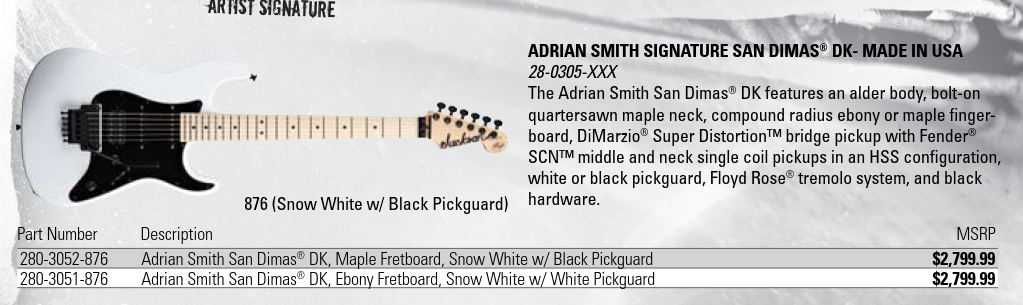 ARTIST SIGNATURE
ADRIAN SMITH SIGNATURE SAN DIMAS® DK- MADE IN USA
28-0305-XXX
The Adrian Smith San Dimas® DK features an alder body, bolt-on
quartersawn maple neck, compound radius ebony or maple finger-
board, DiMarzio® Super Distortion™ bridge pickup with Fender®
SCN™ middle and neck single coil pickups in an HSS configuration,
white or black pickguard, Floyd Rose® tremolo system, and black
hardware.
Jackson
876 (Snow White w/ Black Pickguard)
Part Number Description MSRP
280-3052-876 Adrian Smith San Dimas® DK, Maple Fretboard, Snow White w/ Black Pickguard $2,799.99
280-3051-876 Adrian Smith San Dimas® DK, Ebony Fretboard, Snow White w/ White Pickguard $2,799.99